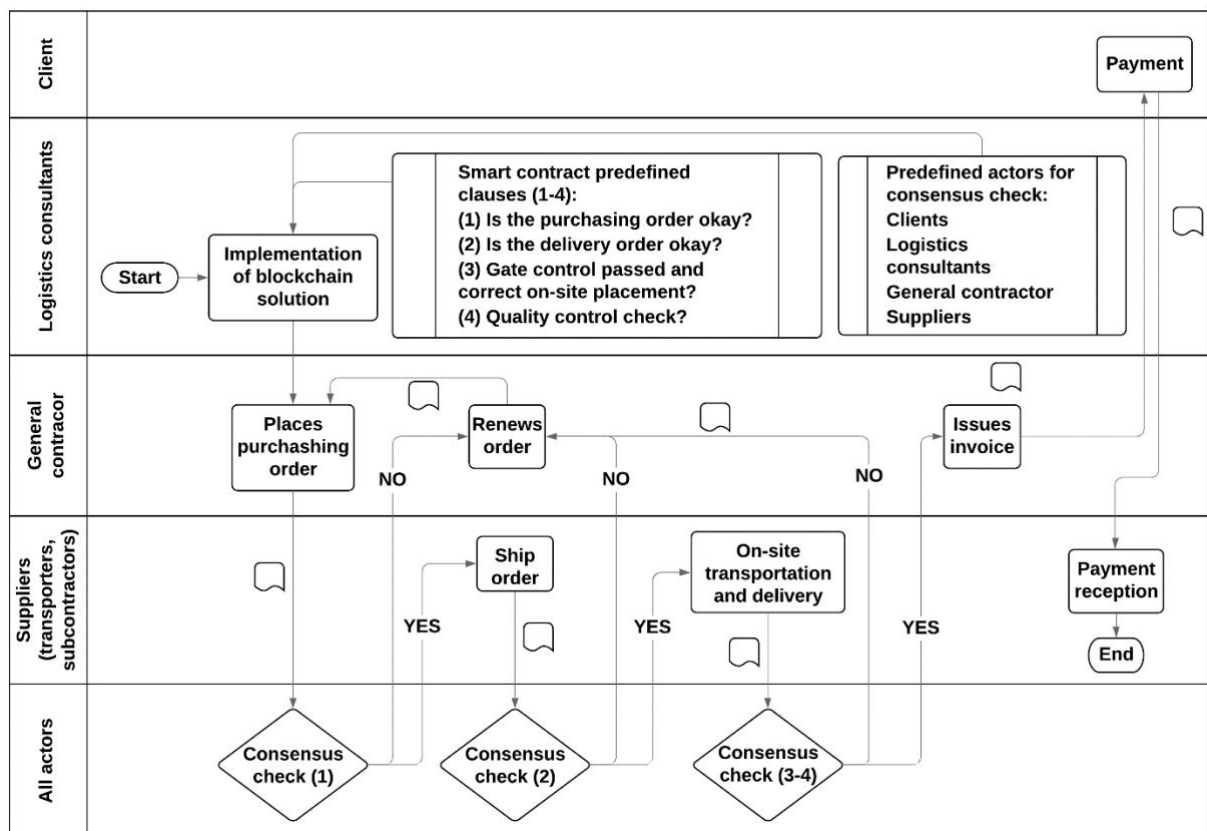 Client
Payment
Logistics consultants
Start
Implementation
of blockchain
solution
Smart contract predefined
clauses (1-4):
(1) Is the purchasing order okay?
(2) Is the delivery order okay?
(3) Gate control passed and
correct on-site placement?
(4) Quality control check?
Predefined actors for
consensus check:
Clients
Logistics
consultants
General contractor
Suppliers
General
contracor
Places
purchashing
order
Renews
order
Issues
invoice
NO
NO
NO
Suppliers
(transporters,
subcontractors)
Ship
order
On-site
transportation
and delivery
Payment
reception
YES
YES
YES
End
All actors
Consensus
check (1)
Consensus
check (2)
Consensus
check (3-4)